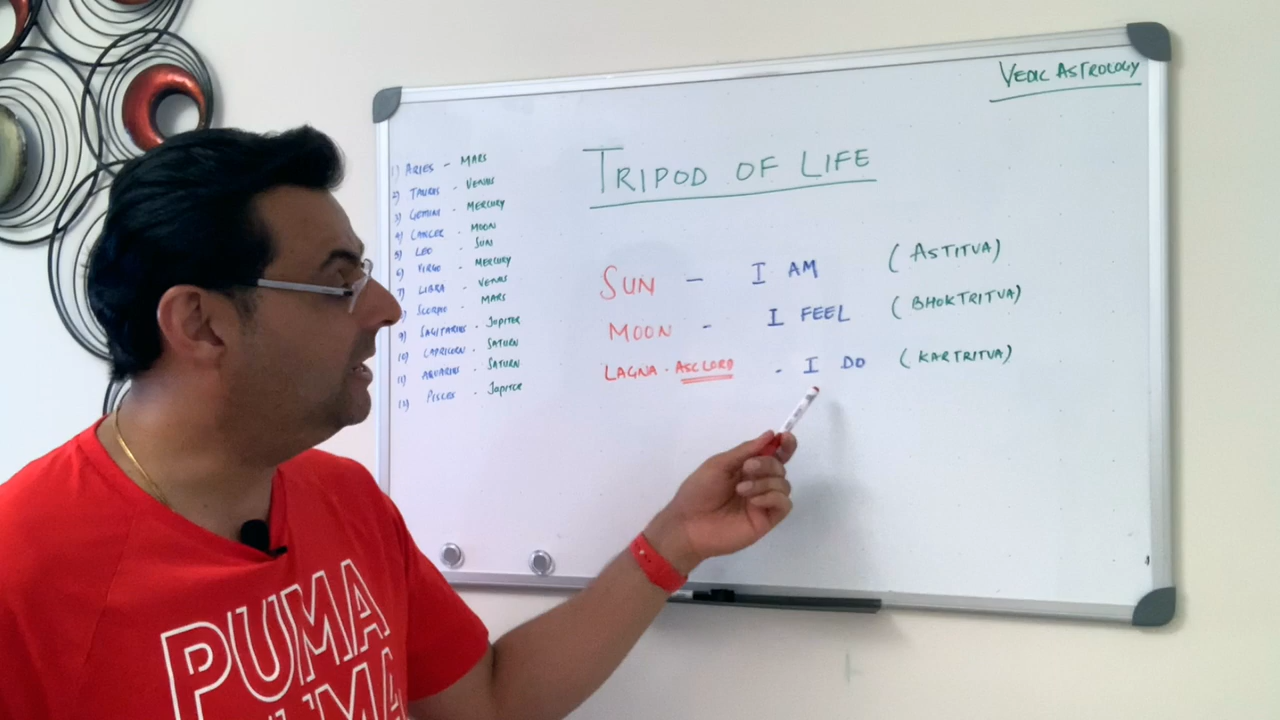 VEDIC ASTROLOGY
TRIPOD OF LIFE
1) ARIES - MARS
2) TAURUS - VENUS
3) GEMINI - MERCURY
4) CANCER - MOON
5) LEO - SUN
6) VIRGO - MERCURY
7) LIBRA - VENUS
) SCORPIO - MARS
9) SAGITARIUS - JUPITER
10) CAPRICORN - SATURN
11) AQUARIUS - SATURN
12) PISCES - JUPITER
SUN - I AM (ASTITVA)
MOON - I FEEL (BHOKTRITVA)
LAGNA - ASC LORD - I DO (KARTRITVA)
PUMA
PUMA